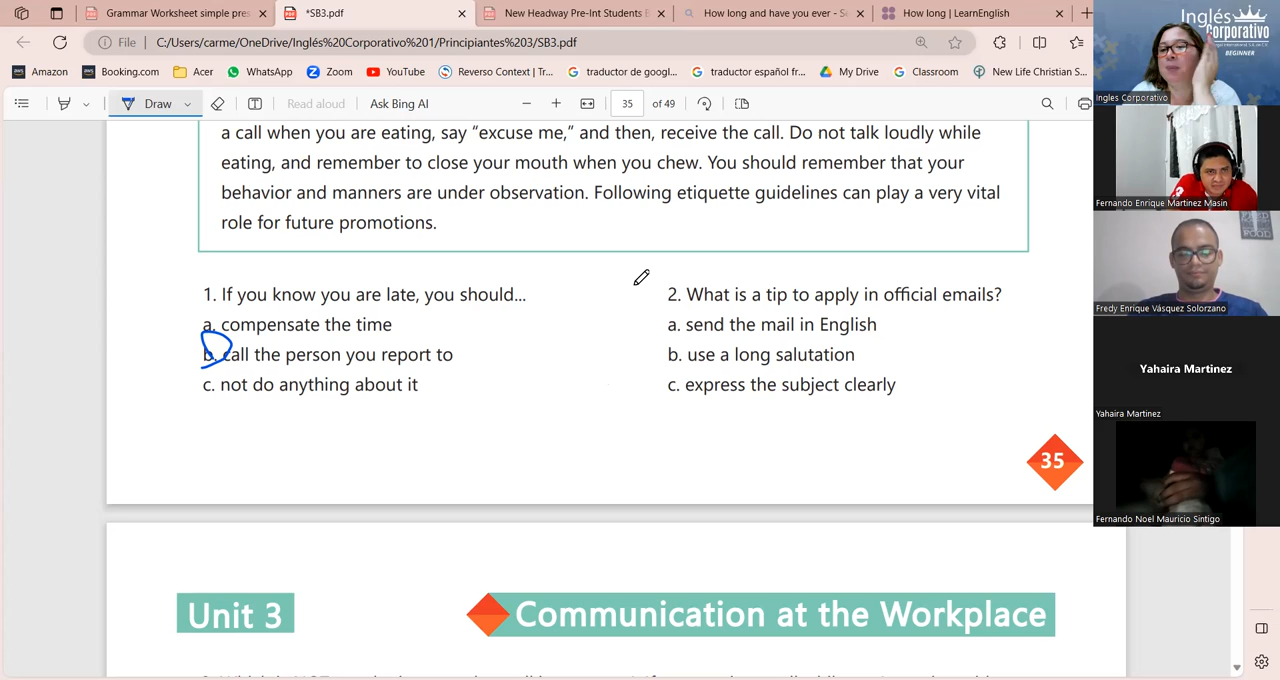 Grammar Worksheet simple pres
*SB3.pdf
New Headway Pre-Int Students B
How long and have you ever - Se
How long | LearnEnglish
File
C:/Users/carme/OneDrive/Inglés%20Corporativo%201/Principiantes%203/SB3.pdf
Amazon
Booking.com
Acer
WhatsApp
Zoom
YouTube
Reverso Context | Tr...
traductor de googl...
traductor español fr...
My Drive
Classroom
New Life Christian S...
Draw
Read aloud
Ask Bing AI
35 of 49
a call when you are eating, say “excuse me,” and then, receive the call. Do not talk loudly while
eating, and remember to close your mouth when you chew. You should remember that your
behavior and manners are under obervation. Following etiquette guidelines can play a very vital
role for future promotions.
1. If you know you are late, you should...
a. compensate the time
b. call the person you report to
c. not do anything about it
2. What is a tip to apply in official emails?
a. send the mail in English
b. use a long salutation
c. express the subject clearly
35
Unit 3
Communication at the Workplace
Inglés
Corporativo
BEGINNER
Ingles Corporativo
Fernando Enrique Martinez Masin
Fredy Enrique Vásquez Solorzano
Yahaira Martinez
Yahaira Martinez
Fernando Noel Mauricio Sintigo